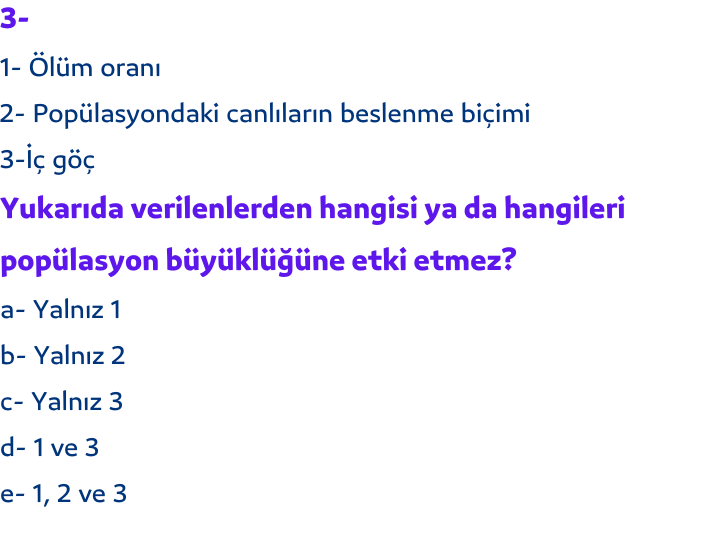 3-
1- Ölüm oranı
2- Popülasyondaki canlıların beslenme biçimi
3-İç göç
Yukarıda verilenlerden hangisi ya da hangileri
popülasyon büyüklüğüne etki etmez?
a- Yalnız 1
b- Yalnız 2
c- Yalnız 3
d- 1 ve 3
e- 1, 2 ve 3